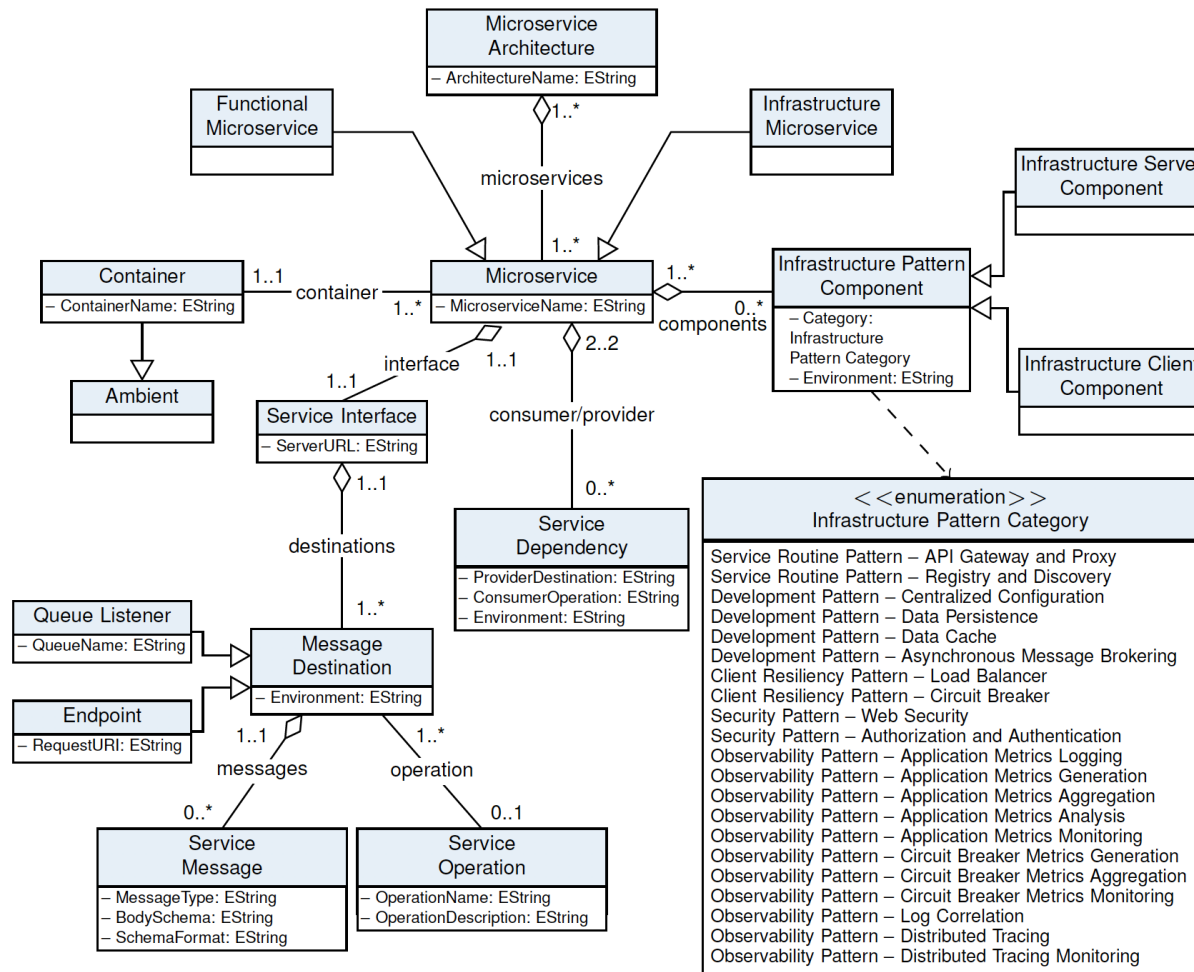 Microservice
Architecture
– ArchitectureName: EString
Functional
Microservice
Infrastructure
Microservice
1..*
microservices
1..*
Infrastructure Serve
Component
Container
– ContainerName: EString
1..1
container
1..*
Microservice
– MicroserviceName: EString
1..*
0..*
components
Infrastructure Pattern
Component
– Category:
Infrastructure
Pattern Category
– Environment: EString
Infrastructure Client
Component
Ambient
interface
1..1
1..1
2..2
consumer/provider
0..*
Service Interface
– ServerURL: EString
1..1
destinations
1..*
Service
Dependency
– ProviderDestination: EString
– ConsumerOperation: EString
– Environment: EString
<<enumeration>>
Infrastructure Pattern Category
Service Routine Pattern – API Gateway and Proxy
Service Routine Pattern – Registry and Discovery
Development Pattern – Centralized Configuration
Development Pattern – Data Persistence
Development Pattern – Data Cache
Development Pattern – Asynchronous Message Brokering
Client Resiliency Pattern – Load Balancer
Client Resiliency Pattern – Circuit Breaker
Security Pattern – Web Security
Security Pattern – Authorization and Authentication
Observability Pattern – Application Metrics Logging
Observability Pattern – Application Metrics Generation
Observability Pattern – Application Metrics Aggregation
Observability Pattern – Application Metrics Analysis
Observability Pattern – Application Metrics Monitoring
Observability Pattern – Circuit Breaker Metrics Generation
Observability Pattern – Circuit Breaker Metrics Aggregation
Observability Pattern – Circuit Breaker Metrics Monitoring
Observability Pattern – Log Correlation
Observability Pattern – Distributed Tracing
Observability Pattern – Distributed Tracing Monitoring
Queue Listener
– QueueName: EString
Endpoint
– RequestURI: EString
Message
Destination
– Environment: EString
1..1
messages
0..*
1..*
operation
0..1
Service
Message
– MessageType: EString
– BodySchema: EString
– SchemaFormat: EString
Service
Operation
– OperationName: EString
– OperationDescription: EString